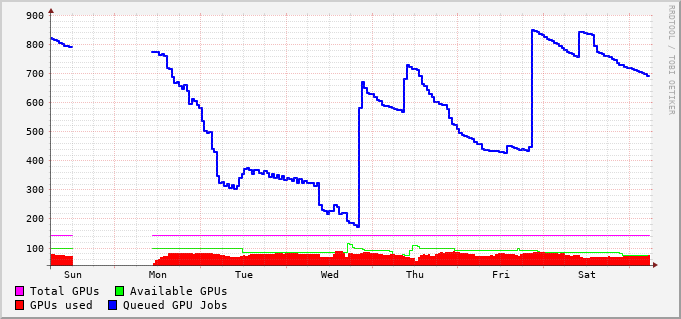 900
800
700
600
500
400
300
200
100
Sun Mon Tue Wed Thu Fri Sat
Total GPUs Available GPUs
GPUs used Queued GPU Jobs
RRDTOOL / TOBI OETIKER